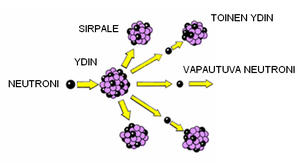 SIRPALE
TOINEN YDIN
YDIN
NEUTRONI
VAPAUTUVA NEUTRONI